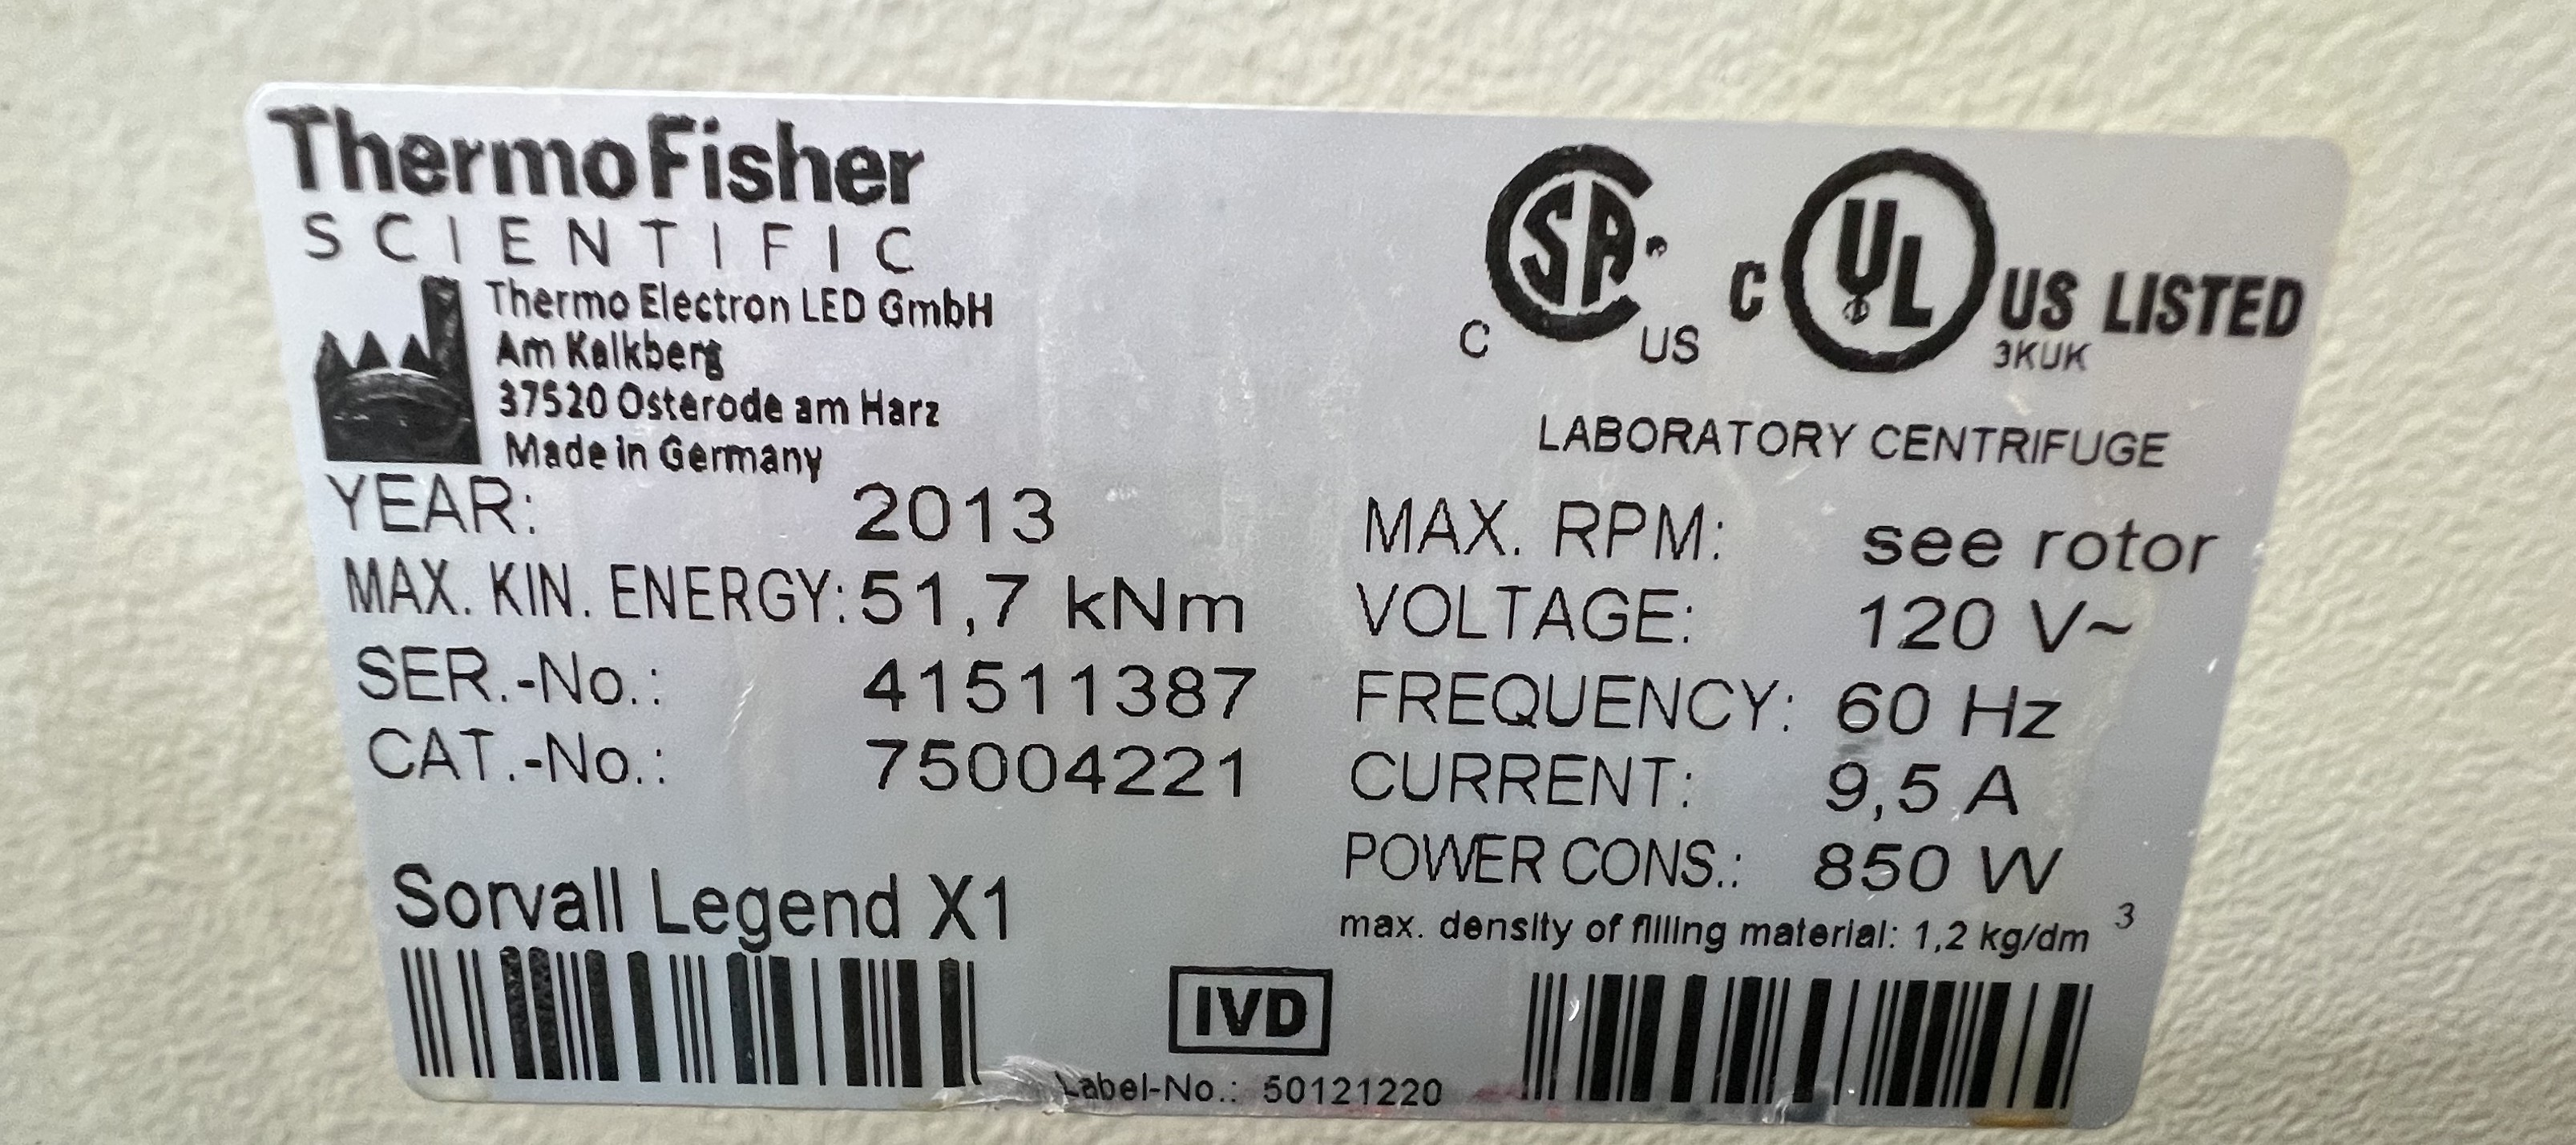 ThermoFisher
SCIENTIFIC
Thermo Electron LED GmbH
Am Kalkberg
37520 Osterode am Harz
Made in Germany
YEAR: 2013
MAX. KIN. ENERGY: 51,7 kNm
SER.-No.: 41511387
CAT.-No.: 75004221
Sorvall Legend X1
C SA US
C UL US LISTED
3KUK
LABORATORY CENTRIFUGE
MAX. RPM: see rotor
VOLTAGE: 120 V~
FREQUENCY: 60 Hz
CURRENT: 9,5 A
POWER CONS.: 850 W
max. density of filling material: 1,2 kg/dm³
IVD
Label-No.: 50121220